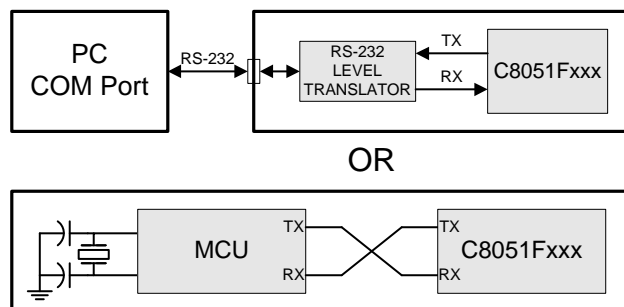 PC
COM Port
RS-232
RS-232
LEVEL
TRANSLATOR
TX
RX
C8051Fxxx
OR
MCU
TX
RX
TX
RX
C8051Fxxx